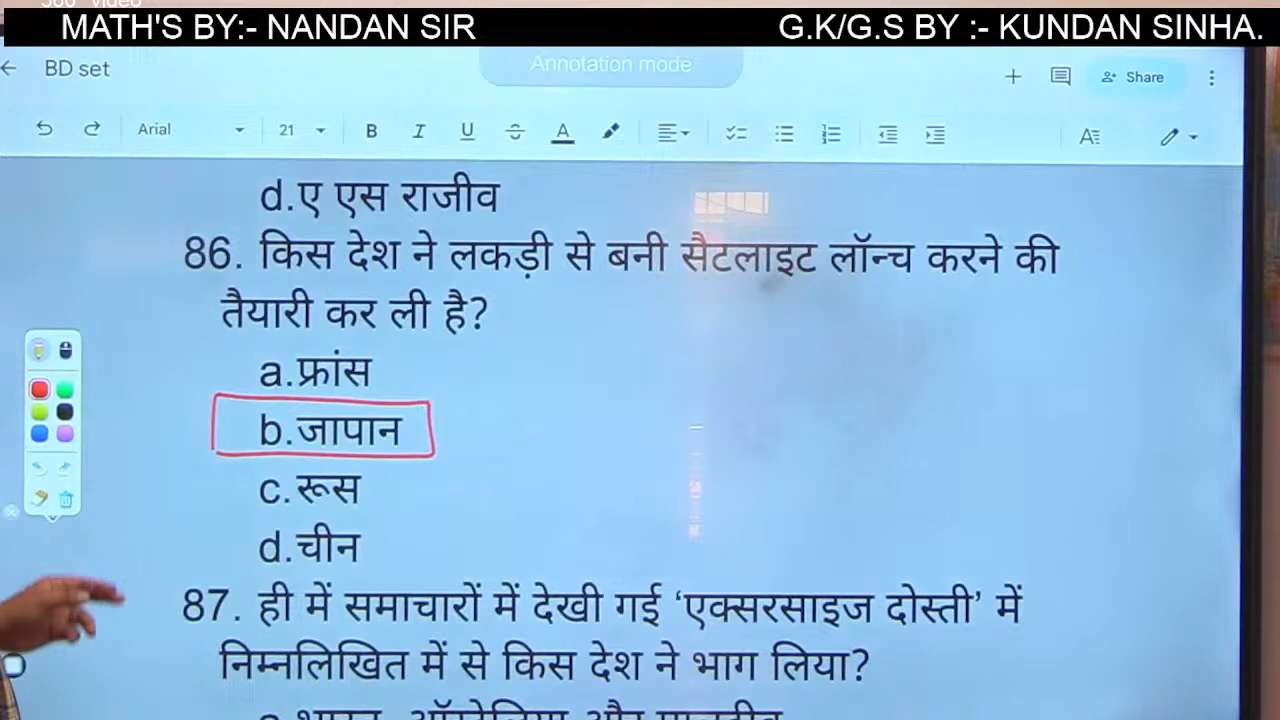 MATH'S BY:- NANDAN SIR G.K/G.S BY :- KUNDAN SINHA.
BD set Annotation mode Share
Arial 21 B I U A
d.ए एस राजीव
86. किस देश ने लकड़ी से बनी सैटलाइट लॉन्च करने की
तैयारी कर ली है?
a.फ्रांस
b.जापान
c.रूस
d.चीन
87. ही में समाचारों में देखी गई ‘एक्सरसाइज दोस्ती’ में
निम्नलिखित में से किस देश ने भाग लिया?